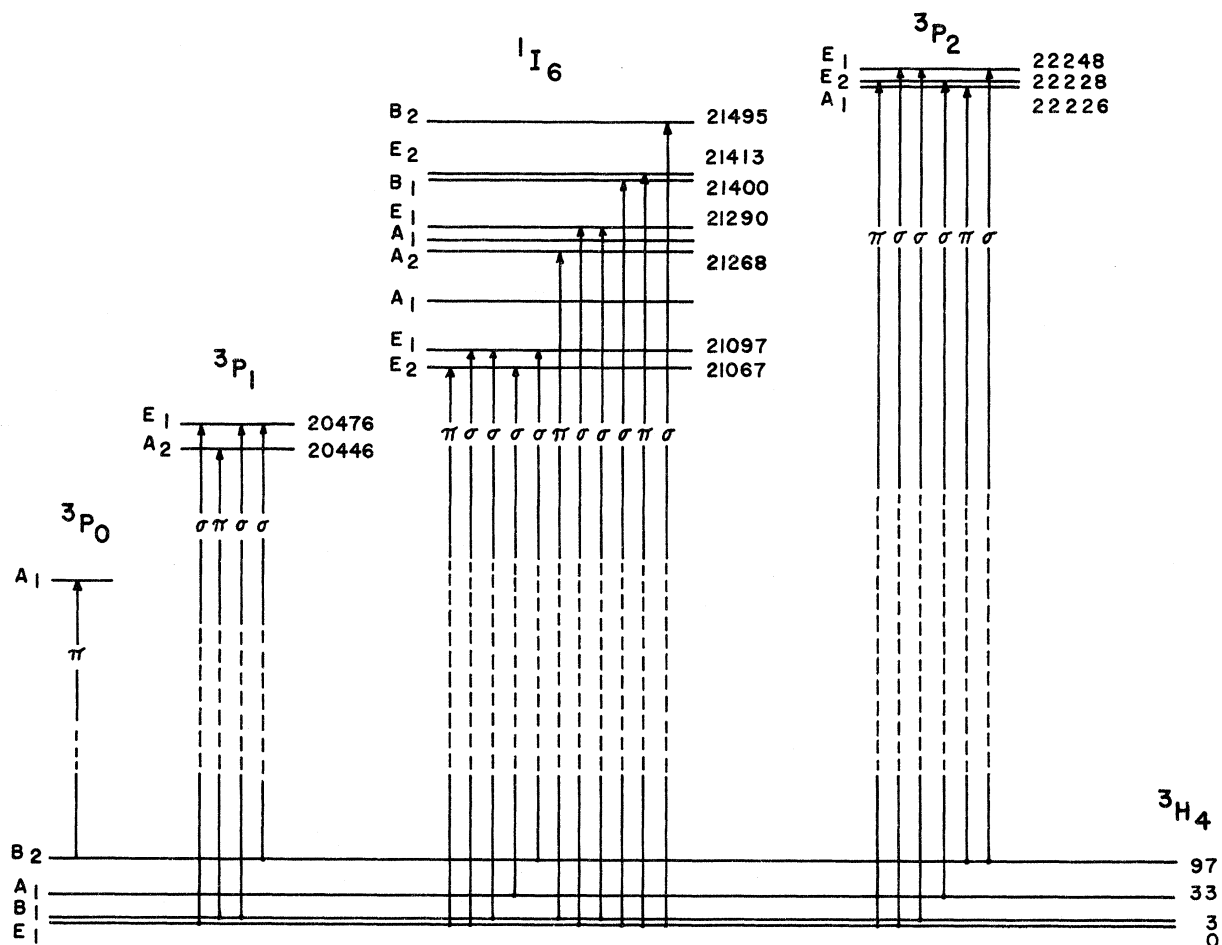 ³P₂
E₁ 22248
E₂ 22228
A₁ 22226
¹I₆
B₂ 21495
E₂ 21413
B₁ 21400
E₁ 21290
A₁
A₂ 21268
A₁
E₁ 21097
E₂ 21067
π σ σ σ π σ
³P₁
E₁ 20476
A₂ 20446
π σ σ σ σ π σ σ σ π σ
³P₀
σ π σ σ
A₁
π
³H₄
B₂ 97
A₁ 33
B₁ 3
E₁ 0